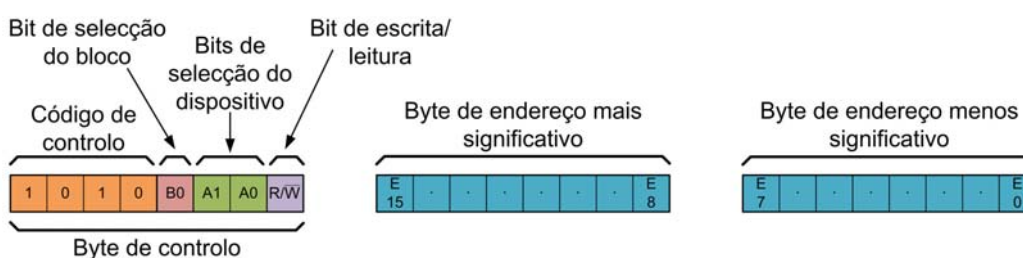 Bit de selecção
do bloco
Bits de
selecção do
dispositivo
Bit de escrita/
leitura
Código de
controlo
Byte de endereço mais
significativo
Byte de endereço menos
significativo
1 0 1 0 B0 A1 A0 R/W̅
E
15
. . . . . .
E
8
E
7
. . . . . .
E
0
Byte de controlo